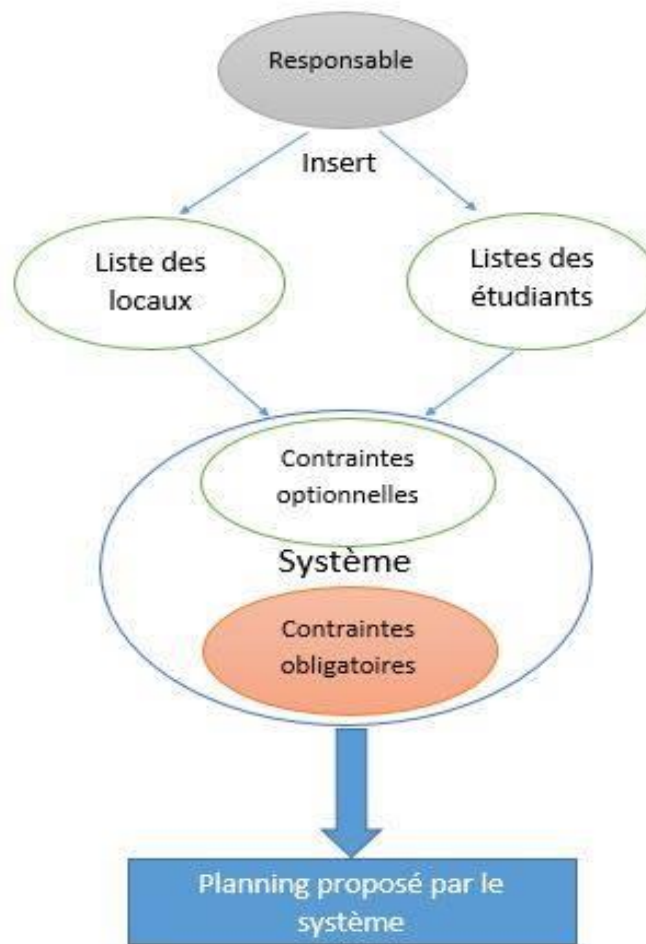 Responsable
Insert
Liste des
locaux
Listes des
étudiants
Contraintes
optionnelles
Système
Contraintes
obligatoires
Planning proposé par le
système